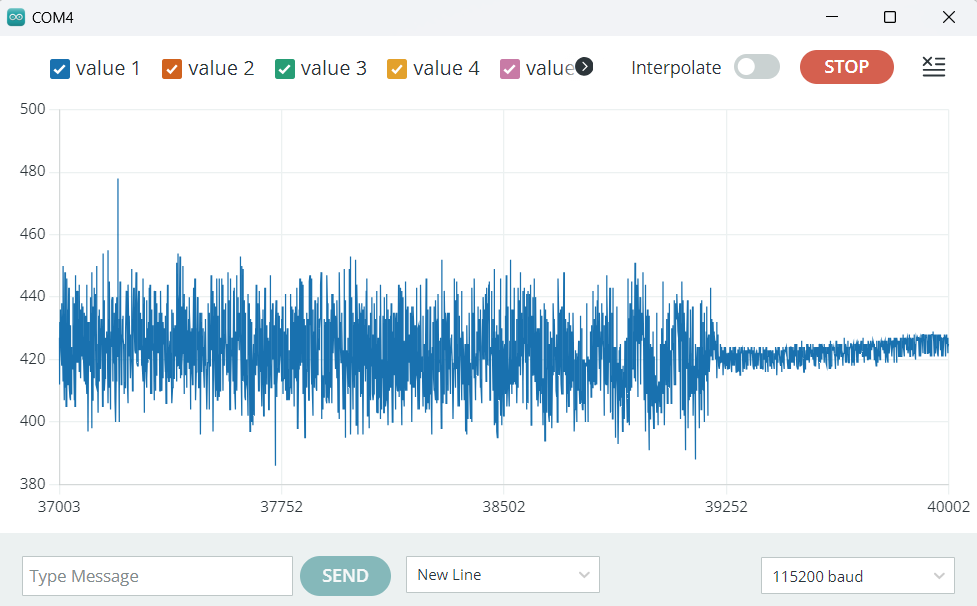 COM4
value 1 value 2 value 3 value 4 value Interpolate STOP
500
480
460
440
420
400
380
37003 37752 38502 39252 40002
Type Message SEND New Line 115200 baud